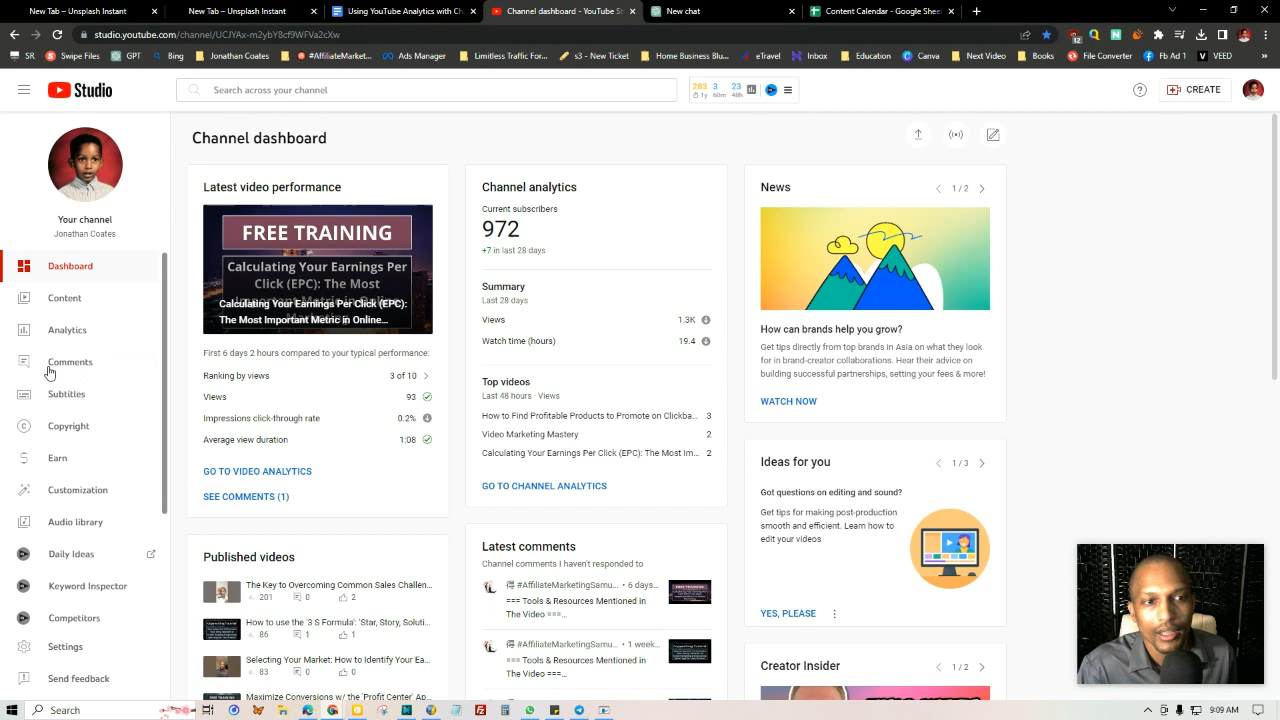 New Tab
New Tab - YouTube
Using YouTube Analytics with Ch
Channel dashboard - YouTube St
New chat
Content Calendar - Google Shee
studio.youtube.com/channel/UCJYAx-m2ybY8cf9WFVa2cXw
SR
Swipe Files
GPT
Bing
Jonathan Coates
#AffiliateMarketing
Ads Manager
Limitless Traffic...
s3 - New Ticket
Home Business Blu...
eTravel
Inbox
Education
Canva
Next Video
File Converter
Fb Ad 1
VEED
Studio
Search across your channel
283 3 23
1y 60m 48h
CREATE
Your channel
Jonathan Coates
Dashboard
Content
Analytics
Comments
Subtitles
Copyright
Earn
Customization
Audio library
Daily Ideas
Keyword Inspector
Competitors
Settings
Send feedback
Channel dashboard
Latest video performance
FREE TRAINING
Calculating Your Earnings Per
Click (EPC): The Most
Calculating Your Earnings Per Click (EPC):
The Most Important Metric in Online...
First 6 days 2 hours compared to your typical performance:
Ranking by views 3 of 10
Views 93
Impressions click-through rate 0.2%
Average view duration 1:08
GO TO VIDEO ANALYTICS
SEE COMMENTS (1)
Published videos
The Key to Overcoming Common Sales Challen...
201 0 2
How to use the '3 S Formula': 'Star, Story, Soluti...
86 1
Selecting Your Market: How to Identify Your Es
83 0 0
Maximize Conversions w/ the 'Profit Center' Ap
Channel analytics
Current subscribers
972
+7 in last 28 days
Summary
Last 28 days
Views 1.3K
Watch time (hours) 19.4
Top videos
Last 48 hours · Views
How to Find Profitable Products to Promote on Clickba... 3
Video Marketing Mastery 2
Calculating Your Earnings Per Click (EPC): The Most Im... 2
GO TO CHANNEL ANALYTICS
Latest comments
Channel comments I haven't responded to
#AffiliateMarketingSamu... • 6 days...
=== Tools & Resources Mentioned in
The Video ===...
#AffiliateMarketingSamu... • 1 week...
=== Tools & Resources Mentioned in
The Video ===...
News
1 / 2
How can brands help you grow?
Get tips directly from top brands in Asia on what they look
for in brand-creator collaborations. Hear their advice on
building successful partnerships, setting your fees & more!
WATCH NOW
Ideas for you
1 / 3
Got questions on editing and sound?
Get tips for making post-production
smooth and efficient. Learn how to
edit your videos
YES, PLEASE
Creator Insider
1 / 2
Search
9:09 AM